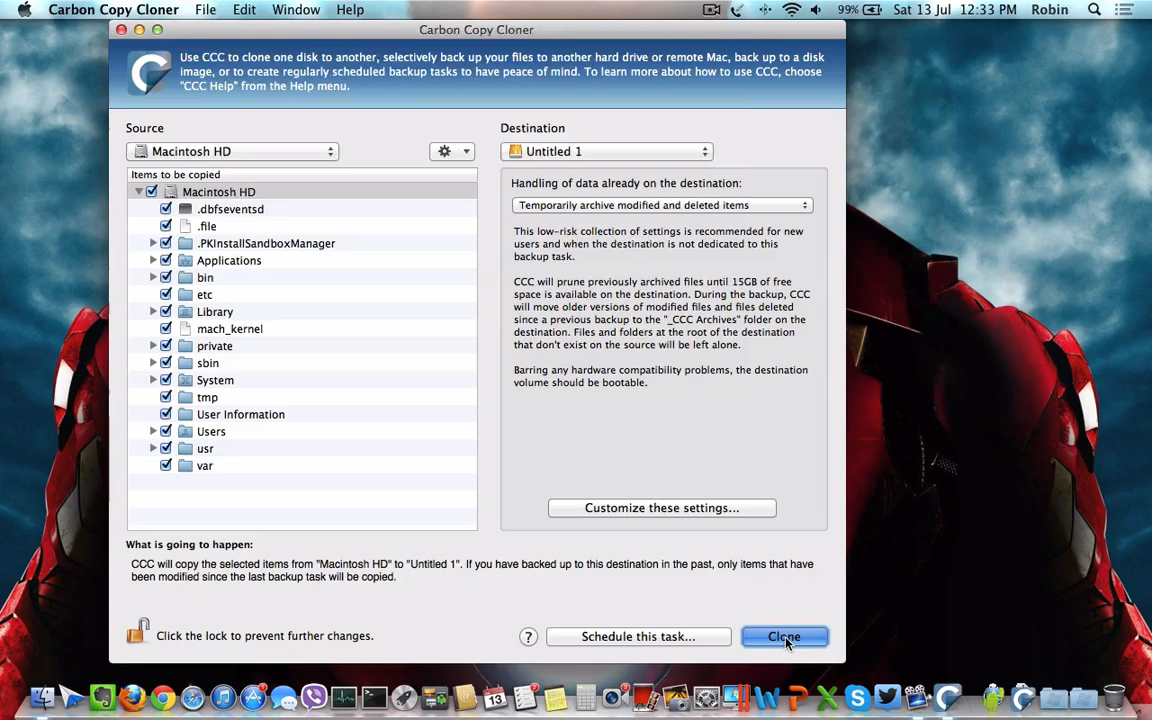 Carbon Copy Cloner File Edit Window Help 99% Sat 13 Jul 12:33 PM Robin
Carbon Copy Cloner
Use CCC to clone one disk to another, selectively back up your files to another hard drive or remote Mac, back up to a disk
image, or to create regularly scheduled backup tasks to have peace of mind. To learn more about how to use CCC, choose
"CCC Help" from the Help menu.
Source
Macintosh HD
Items to be copied
Macintosh HD
.dbfseventsd
.file
.PKInstallSandboxManager
Applications
bin
etc
Library
mach_kernel
private
sbin
System
tmp
User Information
Users
usr
var
Destination
Untitled 1
Handling of data already on the destination:
Temporarily archive modified and deleted items
This low-risk collection of settings is recommended for new
users and when the destination is not dedicated to this
backup task.
CCC will prune previously archived files until 15GB of free
space is available on the destination. During the backup, CCC
will move older versions of modified files and files deleted
since a previous backup to the "_CCC Archives" folder on the
destination. Files and folders at the root of the destination
that don't exist on the source will be left alone.
Barring any hardware compatibility problems, the destination
volume should be bootable.
Customize these settings...
What is going to happen:
CCC will copy the selected items from "Macintosh HD" to "Untitled 1". If you have backed up to this destination in the past, only items that have
been modified since the last backup task will be copied.
Click the lock to prevent further changes.
?
Schedule this task...
Clone